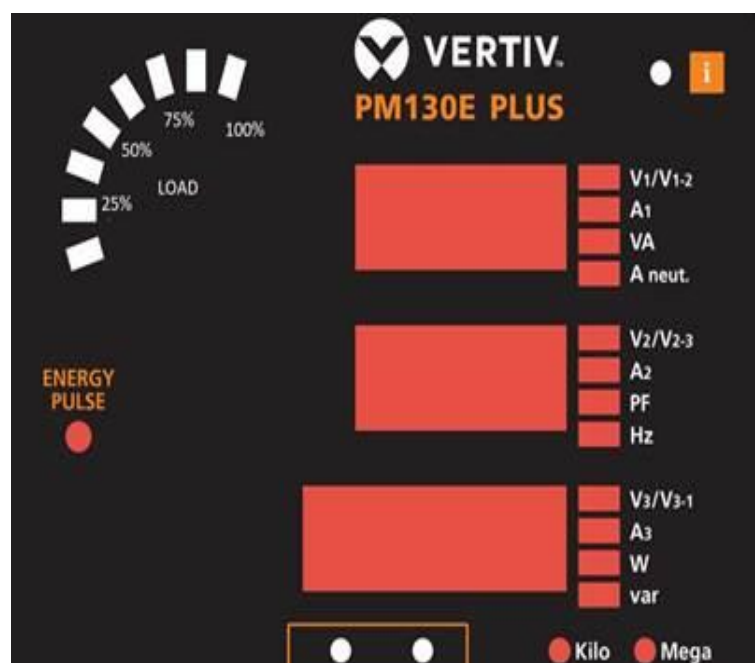 VERTIV™
i
PM130E PLUS
75%
100%
50%
LOAD
25%
V1/V1-2
A1
VA
A neut.
V2/V2-3
A2
PF
Hz
ENERGY
PULSE
V3/V3-1
A3
W
var
Kilo
Mega